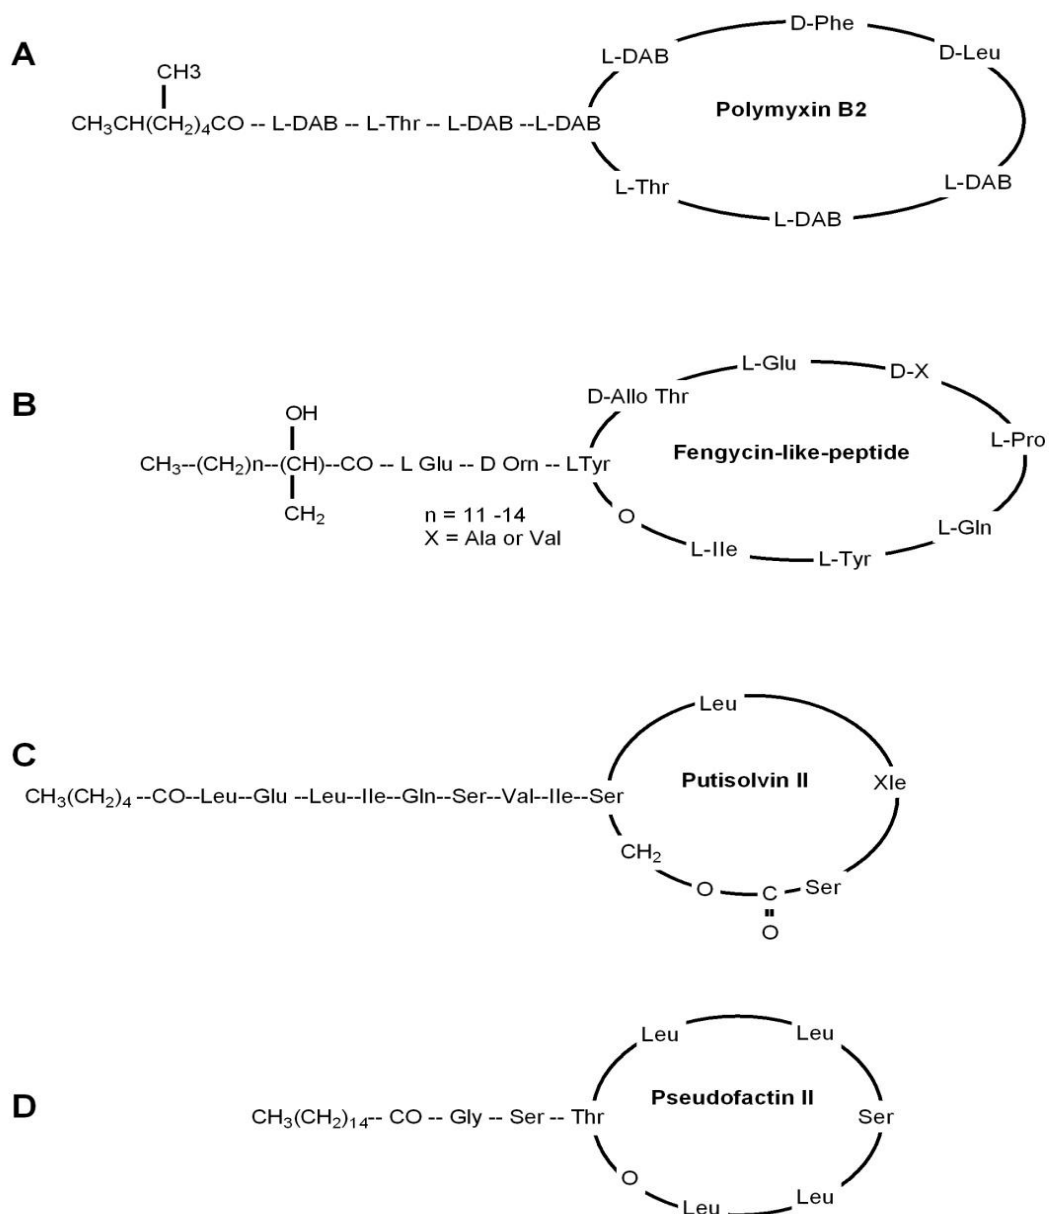 A
CH3
CH₃CH(CH₂)₄CO -- L-DAB -- L-Thr -- L-DAB --L-DAB
L-DAB
D-Phe
D-Leu
Polymyxin B2
L-DAB
L-DAB
L-Thr
B
OH
CH₃--(CH₂)n--(CH)--CO -- L Glu -- D Orn -- LTyr
CH₂
n = 11 -14
X = Ala or Val
D-Allo Thr
L-Glu
D-X
L-Pro
Fengycin-like-peptide
L-Gln
L-Tyr
L-Ile
O
C
CH₃(CH₂)₄ --CO--Leu--Glu --Leu--Ile--Gln--Ser--Val--Ile--Ser
Leu
Putisolvin II
XIe
CH₂
O
C
Ser
O
D
CH₃(CH₂)₁₄-- CO -- Gly -- Ser -- Thr
Leu
Leu
Pseudofactin II
Ser
O
Leu
Leu